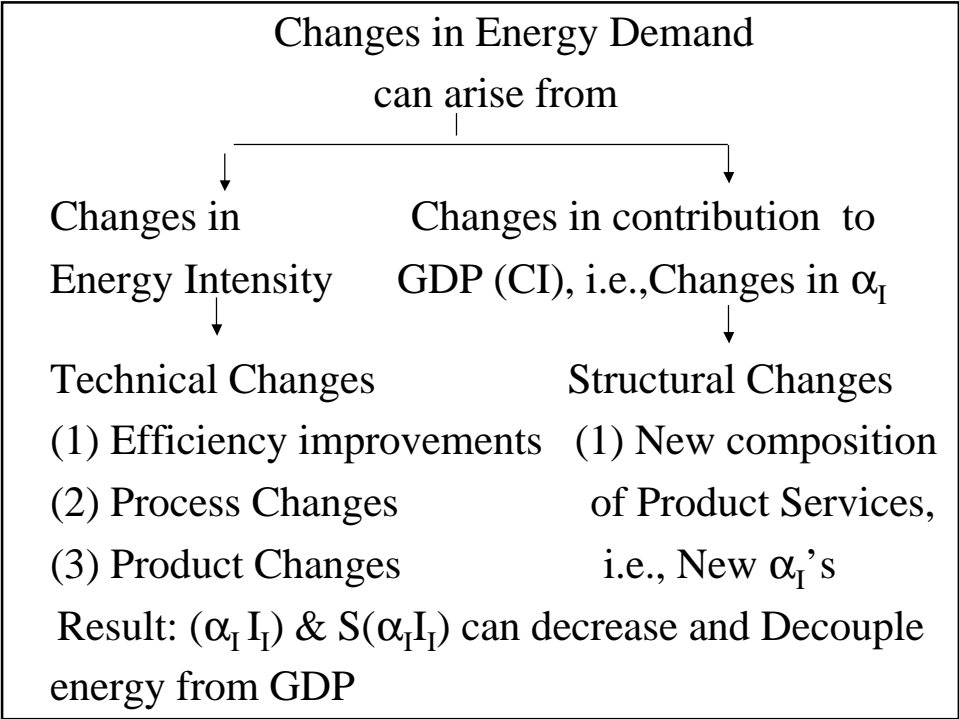 Changes in Energy Demand
can arise from
Changes in Changes in contribution to
Energy Intensity GDP (CI), i.e.,Changes in α_I
Technical Changes Structural Changes
(1) Efficiency improvements (1) New composition
(2) Process Changes of Product Services,
(3) Product Changes i.e., New α_I’s
Result: (α_I I_I) & S(α_I I_I) can decrease and Decouple
energy from GDP